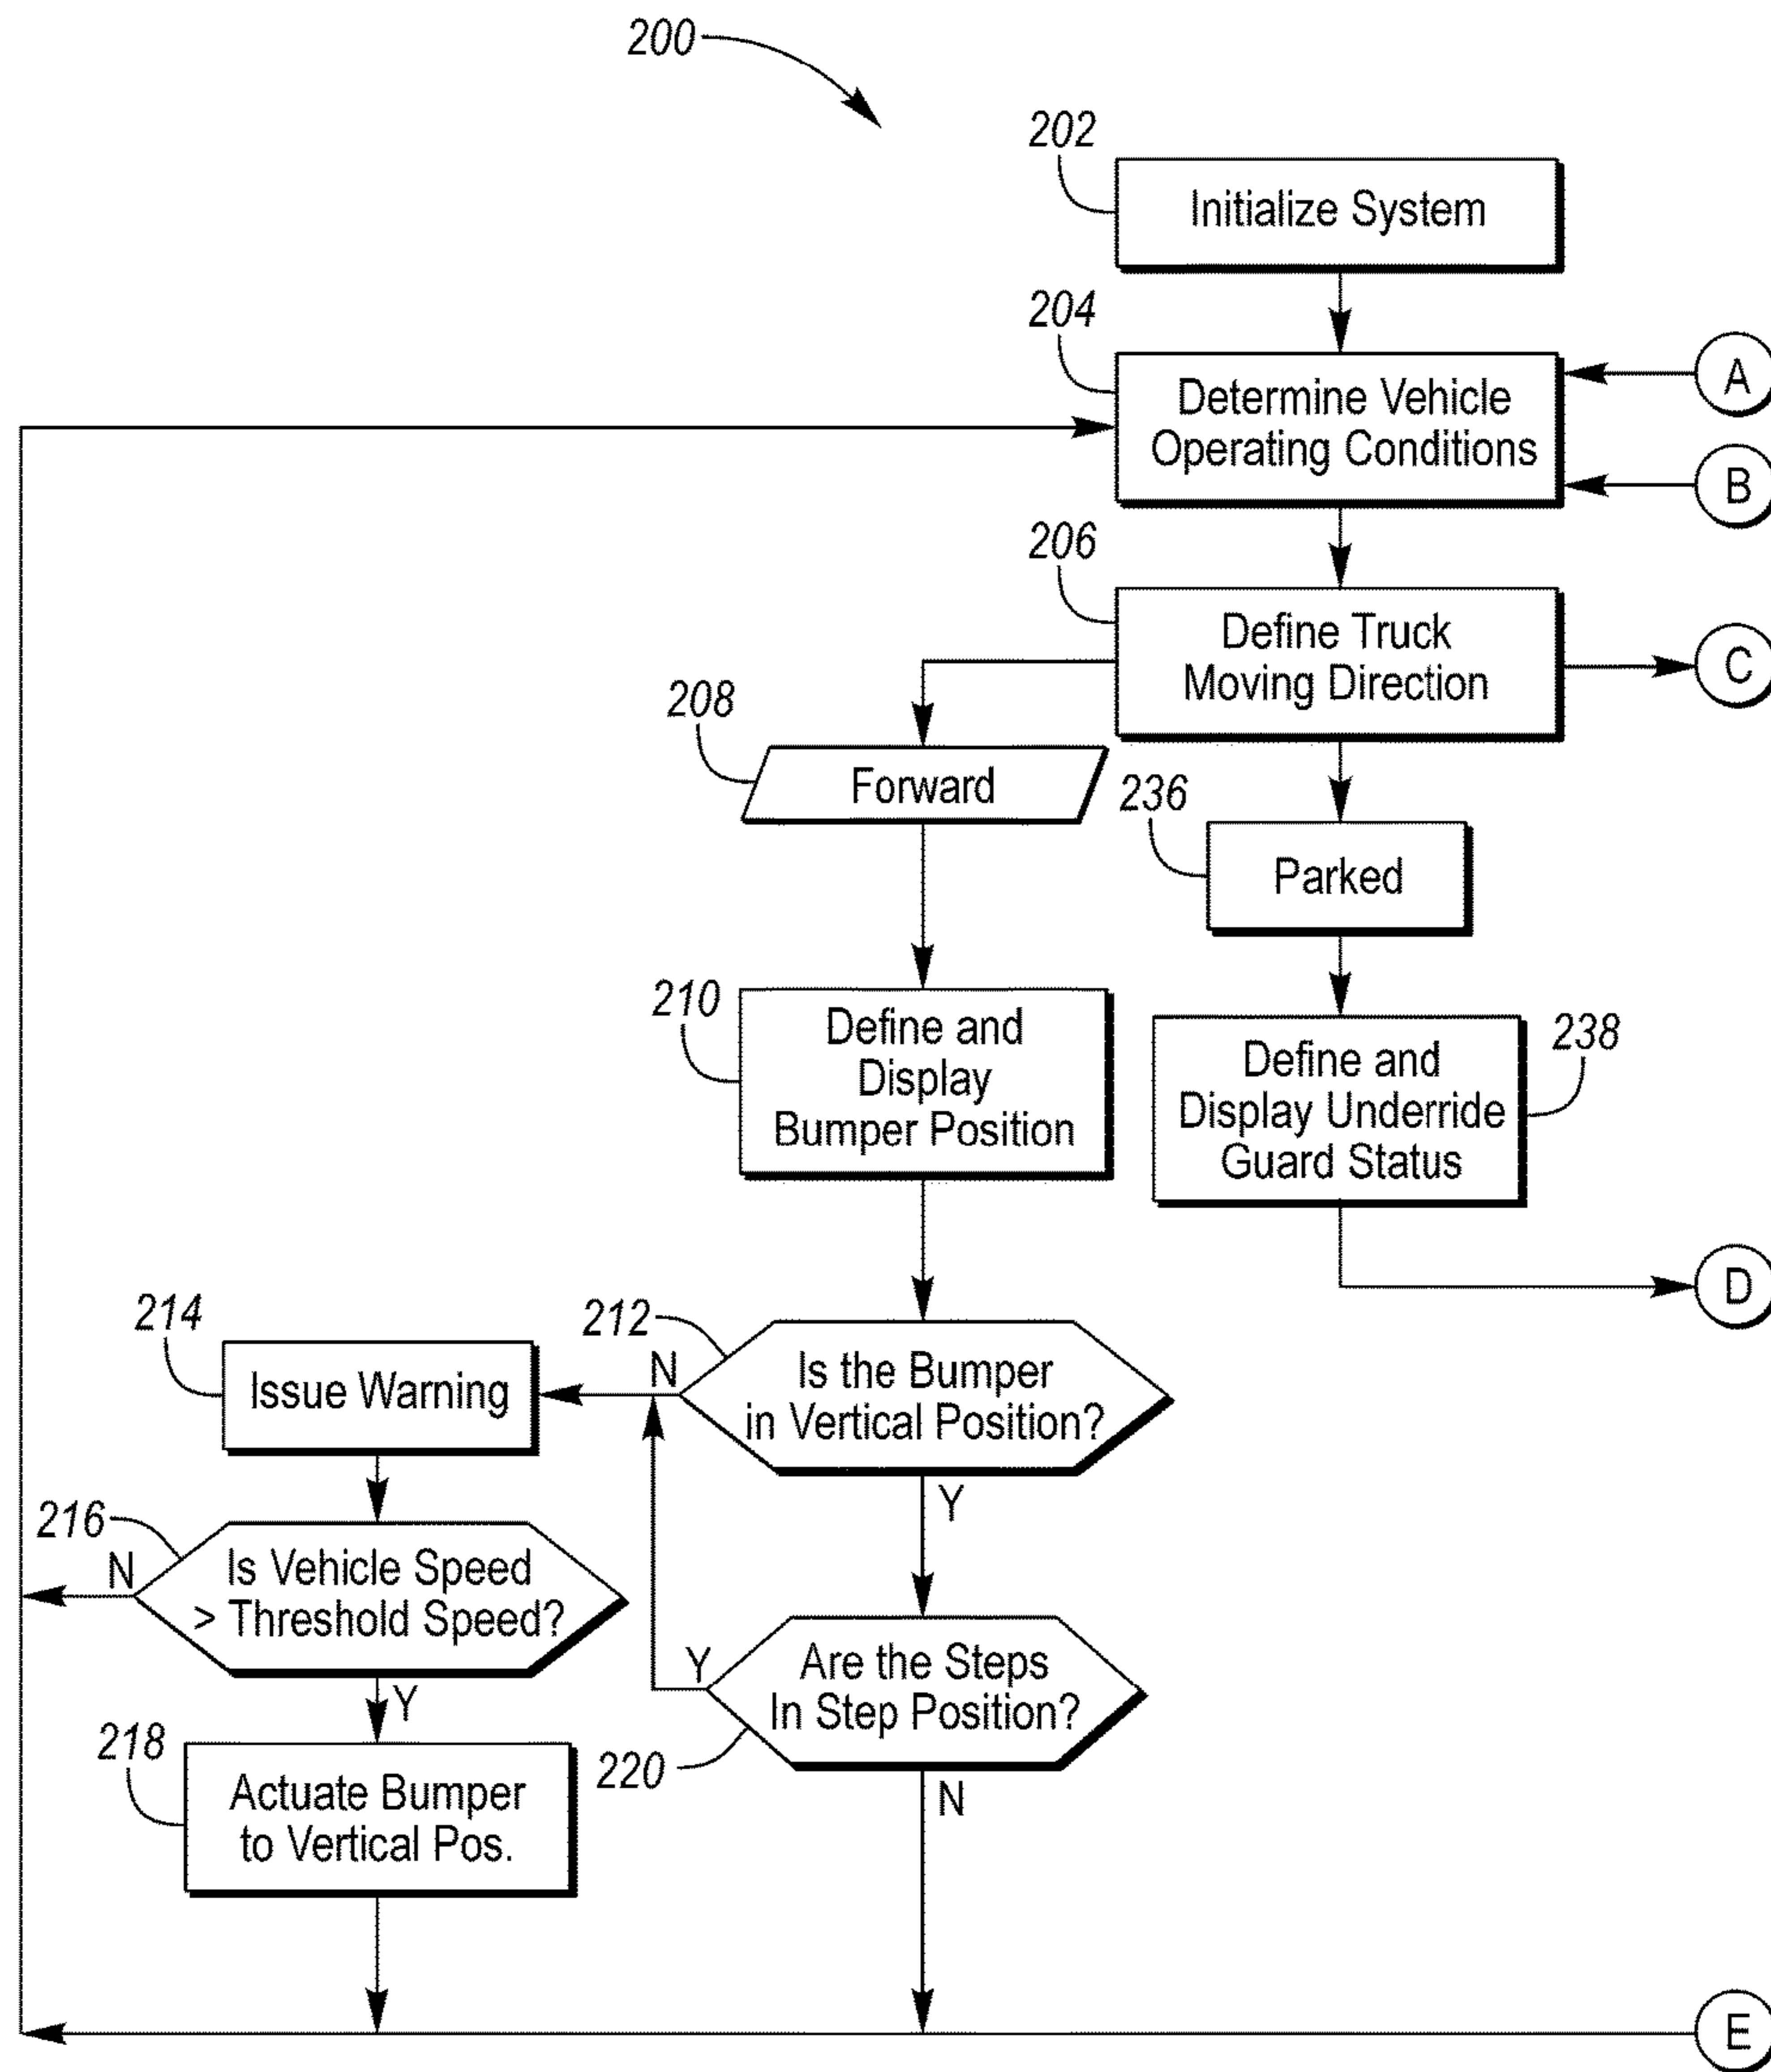 200
202
Initialize System
204
Determine Vehicle
Operating Conditions
A
B
206
Define Truck
Moving Direction
C
208
Forward
236
Parked
210
Define and
Display
Bumper Position
238
Define and
Display Underride
Guard Status
D
214
Issue Warning
212
N
Is the Bumper
in Vertical Position?
Y
216
N
Is Vehicle Speed
> Threshold Speed?
Y
Y
Are the Steps
In Step Position?
220
N
218
Actuate Bumper
to Vertical Pos.
E